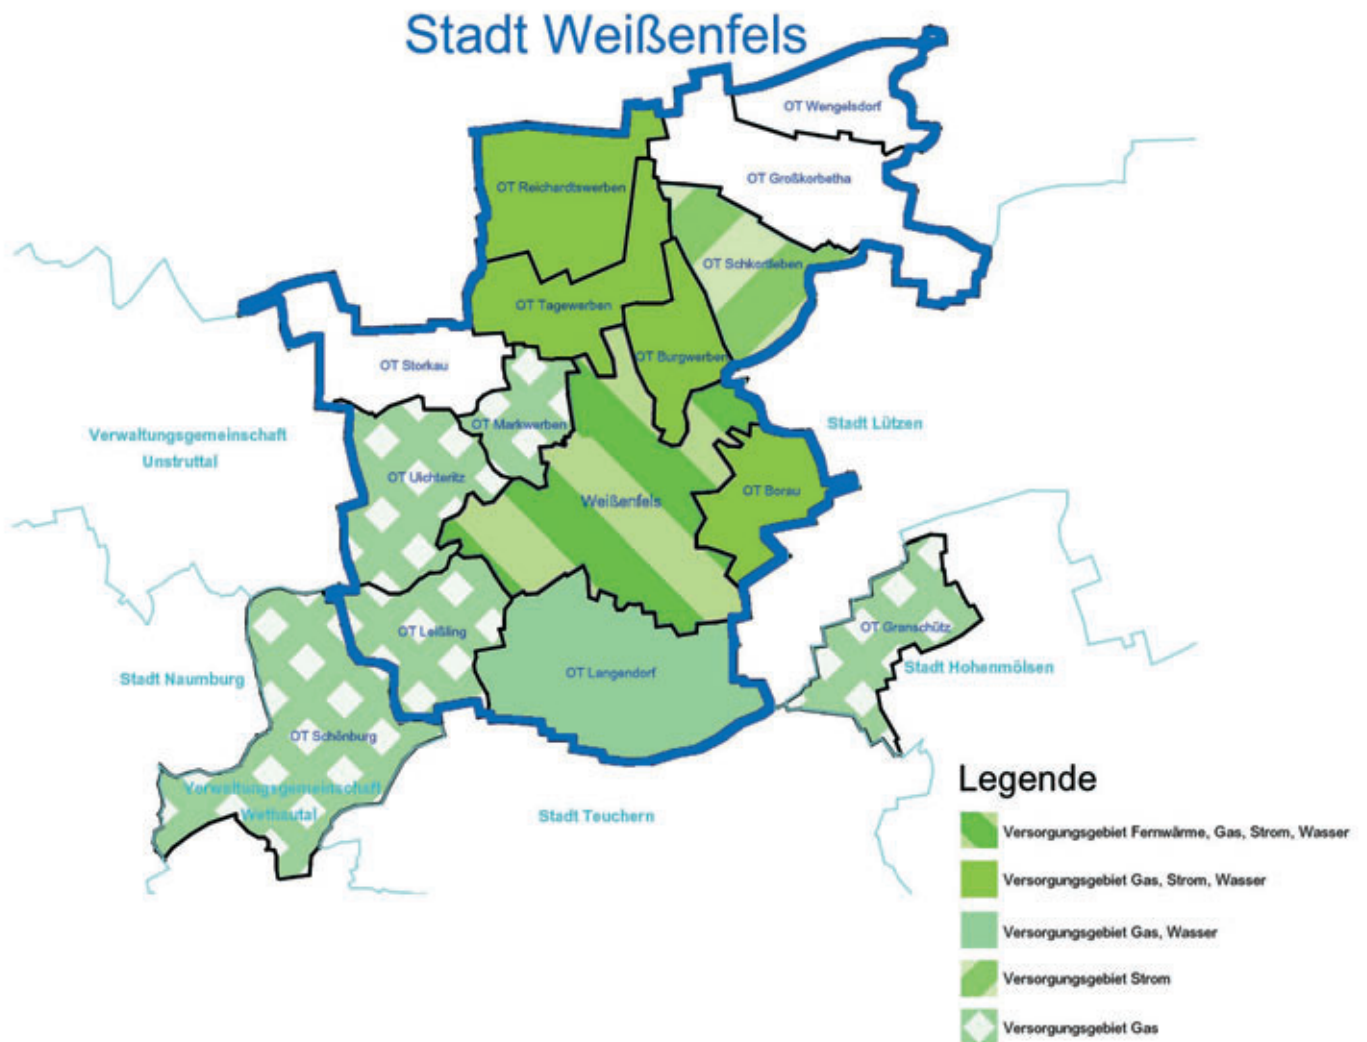 Stadt Weißenfels
OT Wengelsdorf
OT Großkorbetha
OT Reichardtswerben
OT Schkortleben
OT Tagewerben
OT Burgwerben
OT Storkau
OT Markwerben
Stadt Lützen
Verwaltungsgemeinschaft
Unstruttal
OT Uichteritz
Weißenfels
OT Borau
OT Leißling
OT Granschütz
Stadt Hohenmölsen
OT Langendorf
Stadt Naumburg
OT Schönburg
Verwaltungsgemeinschaft
Wethautal
Stadt Teuchern
Legende
Versorgungsgebiet Fernwärme, Gas, Strom, Wasser
Versorgungsgebiet Gas, Strom, Wasser
Versorgungsgebiet Gas, Wasser
Versorgungsgebiet Strom
Versorgungsgebiet Gas